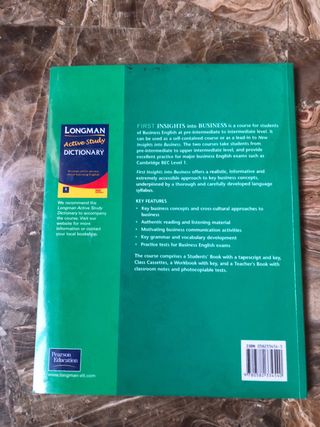 FIRST INSIGHTS into BUSINESS is a course for students
of Business English at pre-intermediate to intermediate level. It
can be used as a self-contained course or as a lead-in to New
Insights into Business. The two courses take students from
pre-intermediate to upper intermediate level, and provide
excellent practice for major business English exams such as
Cambridge BEC Level 1.
First Insights into Business offers a realistic, informative and
extremely accessible approach to key business concepts,
underpinned by a thorough and carefully developed language
syllabus.
KEY FEATURES
• Key business concepts and cross-cultural approaches to
business
• Authentic reading and listening material
• Motivating business communication activities
• Key grammar and vocabulary development
• Practice tests for Business English exams
The course comprises a Students' Book with a tapescript and key,
Class Cassettes, a Workbook with key, and a Teacher's Book with
classroom notes and photocopiable tests.
LONGMAN
Active Study
DICTIONARY
We recommend the
Longman Active Study
Dictionary to accompany
the course. Visit our
website for more
information or contact
your local bookshop.
Pearson
Education
www.longman-elt.com